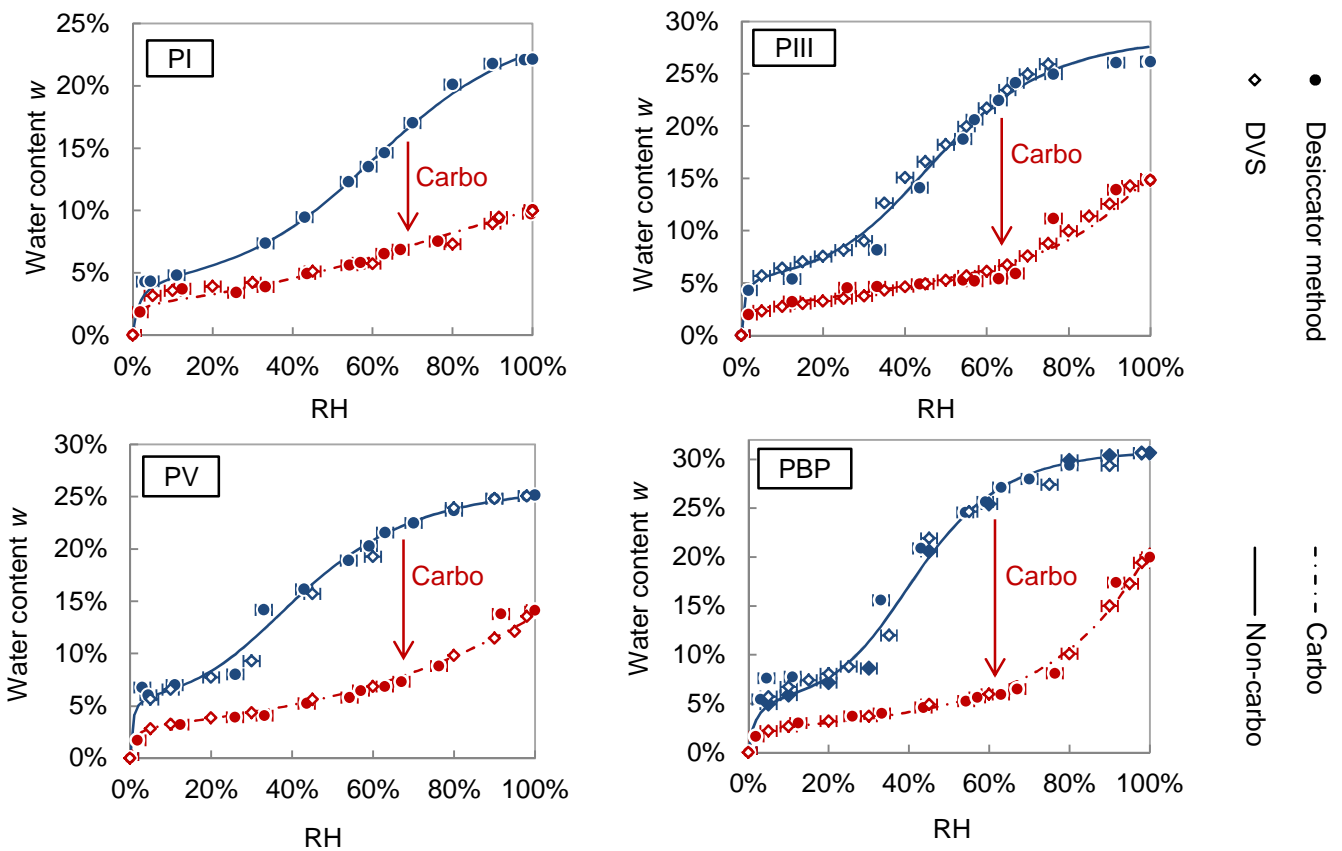 PI
25%
20%
15%
10%
5%
0%
Water content w
Carbo
0% 20% 40% 60% 80% 100%
RH
PIII
30%
25%
20%
15%
10%
5%
0%
Water content w
Carbo
0% 20% 40% 60% 80% 100%
RH
Desiccator method
DVS
PV
30%
25%
20%
15%
10%
5%
0%
Water content w
Carbo
0% 20% 40% 60% 80% 100%
RH
PBP
30%
25%
20%
15%
10%
5%
0%
Water content w
Carbo
0% 20% 40% 60% 80% 100%
RH
Carbo
Non-carbo